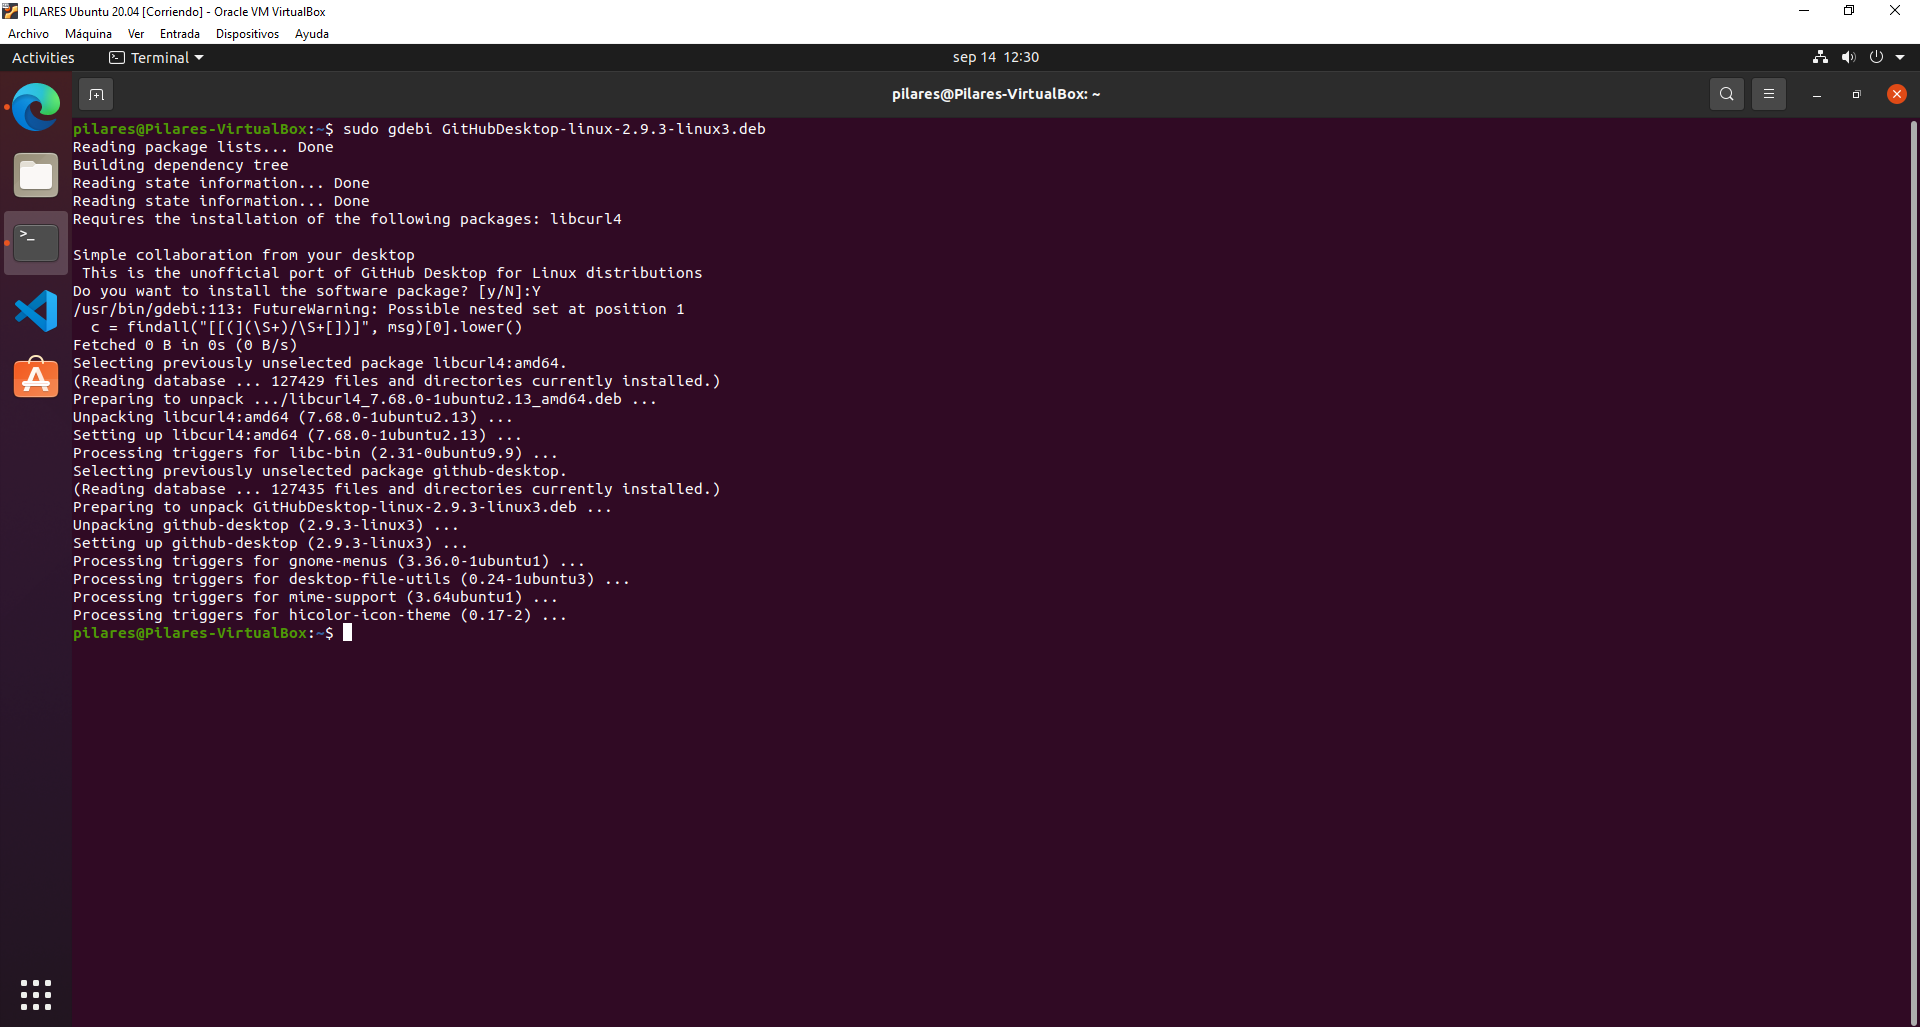 PILARES Ubuntu 20.04 [Corriendo] - Oracle VM VirtualBox
Archivo Máquina Ver Entrada Dispositivos Ayuda
Activities Terminal sep 14 12:30
pilares@Pilares-VirtualBox: ~
pilares@Pilares-VirtualBox:~$ sudo gdebi GitHubDesktop-linux-2.9.3-linux3.deb
Reading package lists... Done
Building dependency tree
Reading state information... Done
Reading state information... Done
Requires the installation of the following packages: libcurl4
Simple collaboration from your desktop
This is the unofficial port of GitHub Desktop for Linux distributions
Do you want to install the software package? [y/N]:Y
/usr/bin/gdebi:113: FutureWarning: Possible nested set at position 1
c = findall("[[(](\S+)/\S+[])]", msg)[0].lower()
Fetched 0 B in 0s (0 B/s)
Selecting previously unselected package libcurl4:amd64.
(Reading database ... 127429 files and directories currently installed.)
Preparing to unpack .../libcurl4_7.68.0-1ubuntu2.13_amd64.deb ...
Unpacking libcurl4:amd64 (7.68.0-1ubuntu2.13) ...
Setting up libcurl4:amd64 (7.68.0-1ubuntu2.13) ...
Processing triggers for libc-bin (2.31-0ubuntu9.9) ...
Selecting previously unselected package github-desktop.
(Reading database ... 127435 files and directories currently installed.)
Preparing to unpack GitHubDesktop-linux-2.9.3-linux3.deb ...
Unpacking github-desktop (2.9.3-linux3) ...
Setting up github-desktop (2.9.3-linux3) ...
Processing triggers for gnome-menus (3.36.0-1ubuntu1) ...
Processing triggers for desktop-file-utils (0.24-1ubuntu3) ...
Processing triggers for mime-support (3.64ubuntu1) ...
Processing triggers for hicolor-icon-theme (0.17-2) ...
pilares@Pilares-VirtualBox:~$